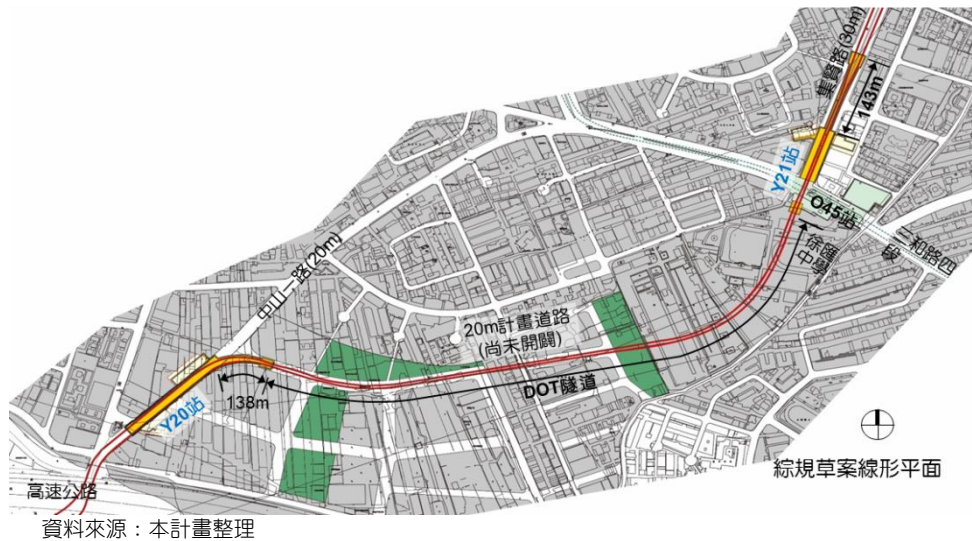 集賢路(30m)
143m
Y21站
O45站
三和路四
段
徐匯
中學
中山一路(20m)
20m計畫道路
(尚未開闢)
DOT隧道
138m
Y20站
高速公路
綜規草案線形平面
資料來源：本計畫整理